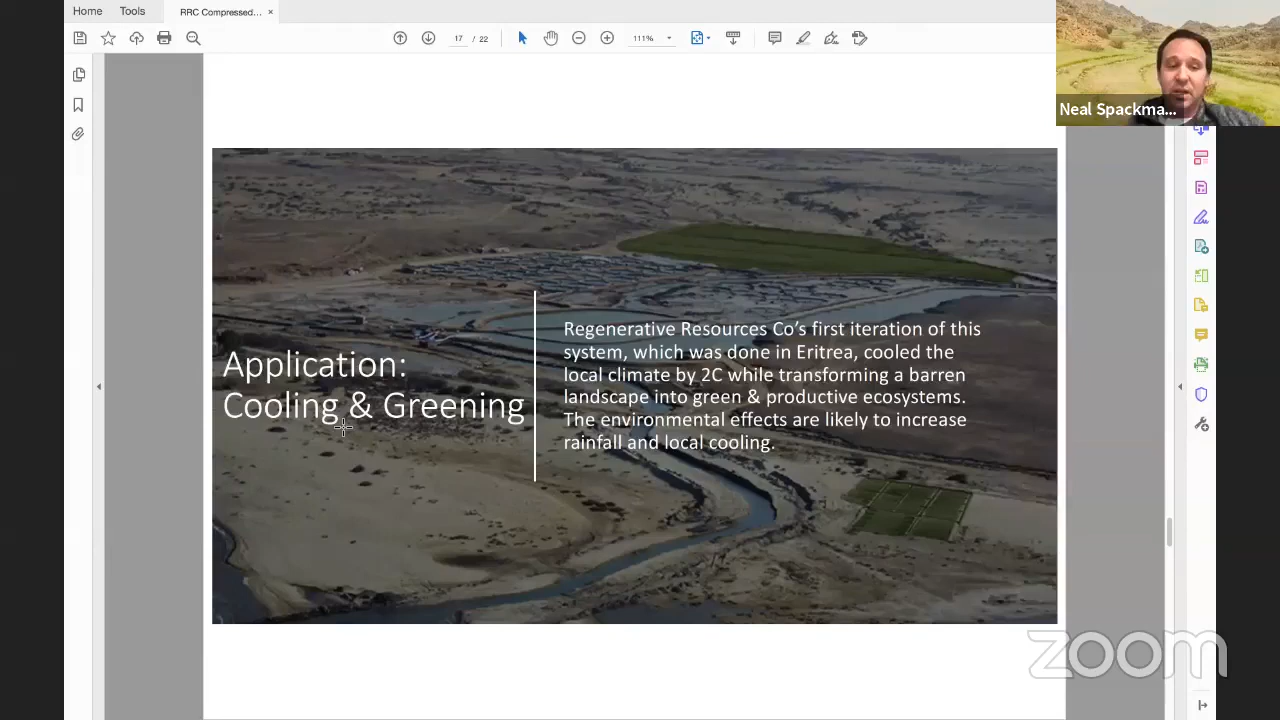 Home Tools RRC Compressed... ×
17 / 22 111%
Neal Spackma...
Application:
Cooling & Greening
Regenerative Resources Co’s first iteration of this
system, which was done in Eritrea, cooled the
local climate by 2C while transforming a barren
landscape into green & productive ecosystems.
The environmental effects are likely to increase
rainfall and local cooling.
zoom